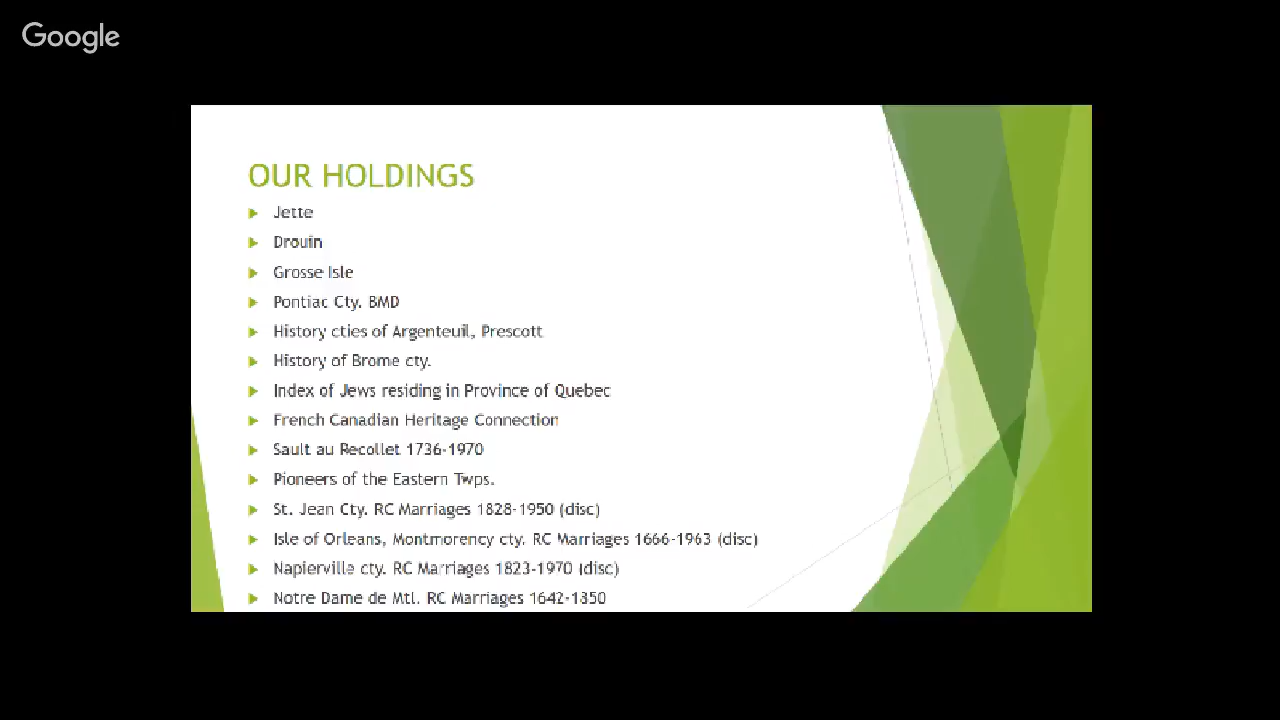 Google
OUR HOLDINGS
Jette
Drouin
Grosse Isle
Pontiac Cty. BMD
History cties of Argenteuil, Prescott
History of Brome cty.
Index of Jews residing in Province of Quebec
French Canadian Heritage Connection
Sault au Recollet 1736-1970
Pioneers of the Eastern Twps.
St. Jean Cty. RC Marriages 1828-1950 (disc)
Isle of Orleans, Montmorency cty. RC Marriages 1666-1963 (disc)
Napierville cty. RC Marriages 1823-1970 (disc)
Notre Dame de Mtl. RC Marriages 1642-1850